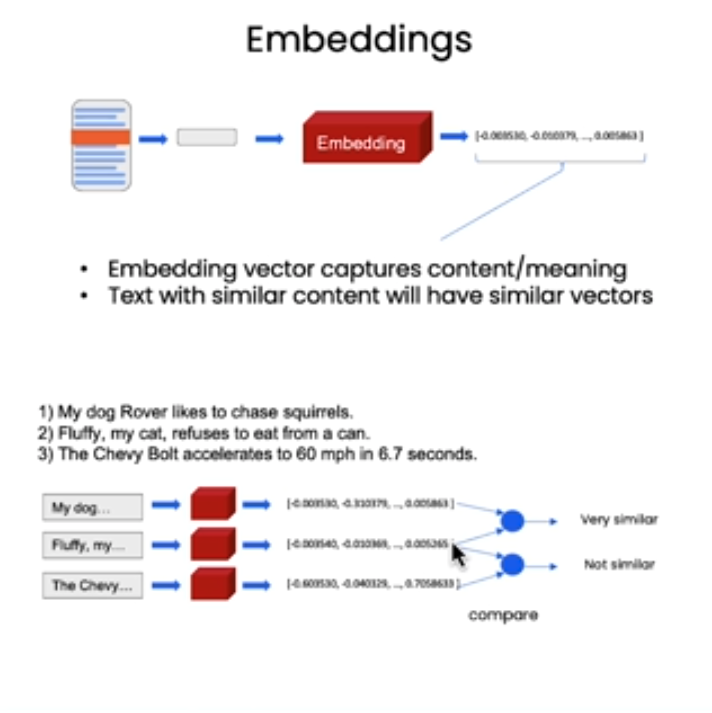 Embeddings
Embedding
[-0.003530, -0.010379, ..., 0.005863 ]
• Embedding vector captures content/meaning
• Text with similar content will have similar vectors
1) My dog Rover likes to chase squirrels.
2) Fluffy, my cat, refuses to eat from a can.
3) The Chevy Bolt accelerates to 60 mph in 6.7 seconds.
My dog...
[-0.003530, -0.310379, ..., 0.005863 ]
Very similar
Fluffy, my...
[-0.003540, -0.010369, ..., 0.005265
Not similar
The Chevy...
[-0.603530, -0.040329, ..., 0.7058633 ]
compare